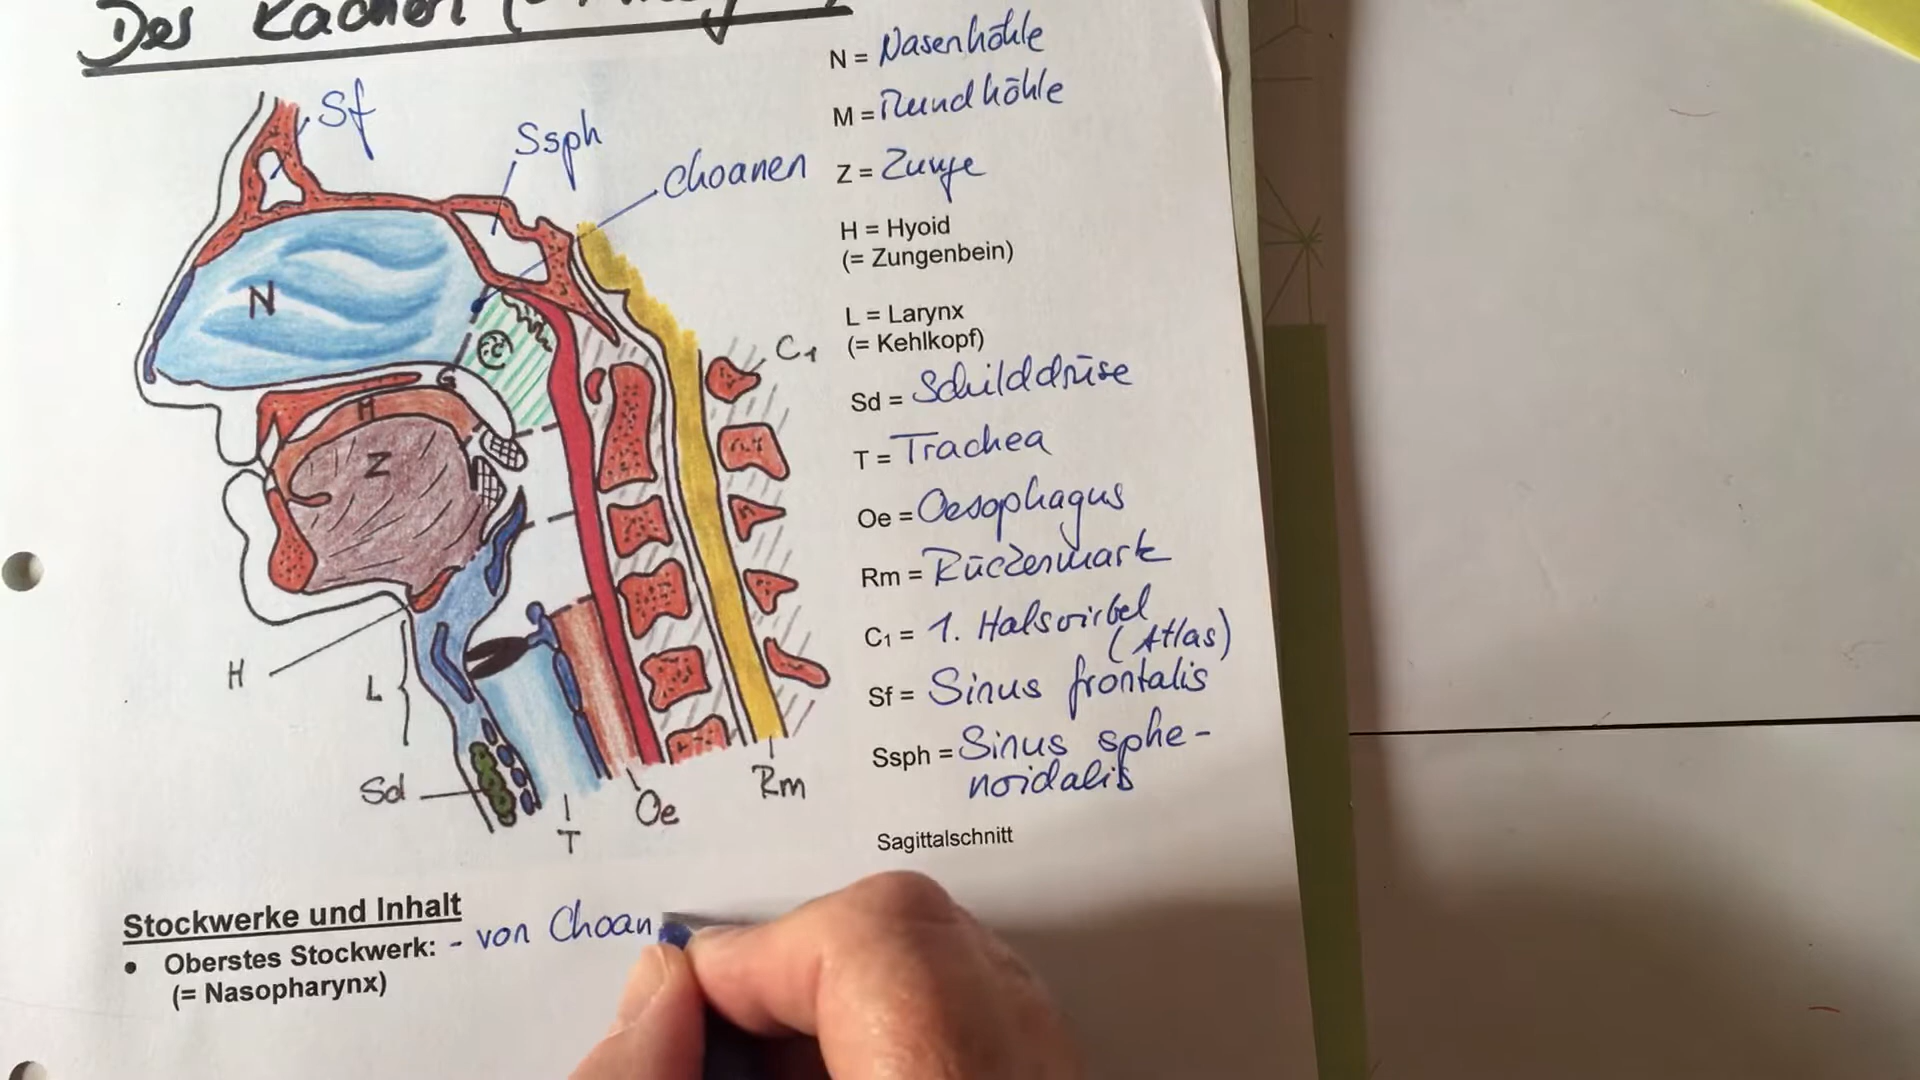 Der Rachen
Sf
Ssph
Choanen
N = Nasenhöhle
M = Mundhöhle
Z = Zunge
H = Hyoid
(= Zungenbein)
L = Larynx
(= Kehlkopf)
Sd = Schilddrüse
T = Trachea
Oe = Oesophagus
Rm = Rückenmark
C1 = 1. Halswirbel
(Atlas)
Sf = Sinus frontalis
Ssph = Sinus sphe-
noidalis
Sagittalschnitt
N
C1
G
M
Z
H
L
Sd
T
Oe
Rm
Stockwerke und Inhalt
• Oberstes Stockwerk: - von Choan
(= Nasopharynx)